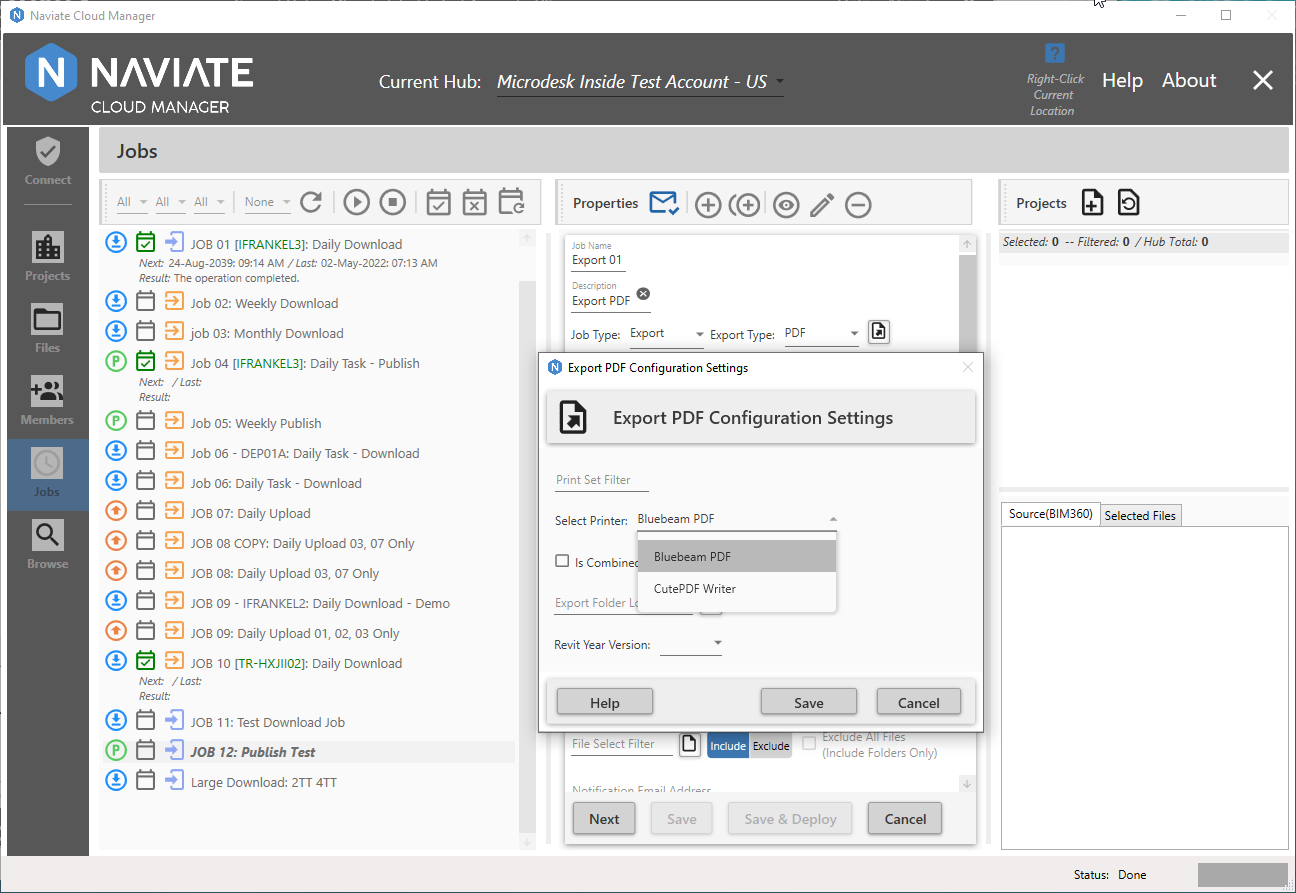 Naviate Cloud Manager
NAVIATE
CLOUD MANAGER
Current Hub: Microdesk Inside Test Account - US
?
Right-Click
Current
Location
Help
About
Connect
Projects
Files
Members
Jobs
Browse
Jobs
All
All
All
None
JOB 01 [IFRANKEL3]: Daily Download
Next: 24-Aug-2039: 09:14 AM / Last: 02-May-2022: 07:13 AM
Result: The operation completed.
Job 02: Weekly Download
job 03: Monthly Download
P
Job 04 [IFRANKEL3]: Daily Task - Publish
Next: / Last:
Result:
P
Job 05: Weekly Publish
Job 06 - DEP01A: Daily Task - Download
Job 06: Daily Task - Download
JOB 07: Daily Upload
JOB 08 COPY: Daily Upload 03, 07 Only
JOB 08: Daily Upload 03, 07 Only
JOB 09 - IFRANKEL2: Daily Download - Demo
JOB 09: Daily Upload 01, 02, 03 Only
JOB 10 [TR-HXJII02]: Daily Download
Next: / Last:
Result:
JOB 11: Test Download Job
P
JOB 12: Publish Test
Large Download: 2TT 4TT
Properties
Job Name
Export 01
Description
Export PDF
Job Type: Export
Export Type: PDF
Export PDF Configuration Settings
Export PDF Configuration Settings
Print Set Filter
Select Printer: Bluebeam PDF
Bluebeam PDF
CutePDF Writer
Is Combined
Export Folder Lo
Revit Year Version:
Help
Save
Cancel
File Select Filter
Include
Exclude
Exclude All Files
(Include Folders Only)
Notification Email Address
Next
Save
Save & Deploy
Cancel
Projects
Selected: 0 -- Filtered: 0 / Hub Total: 0
Source(BIM360)
Selected Files
Status: Done